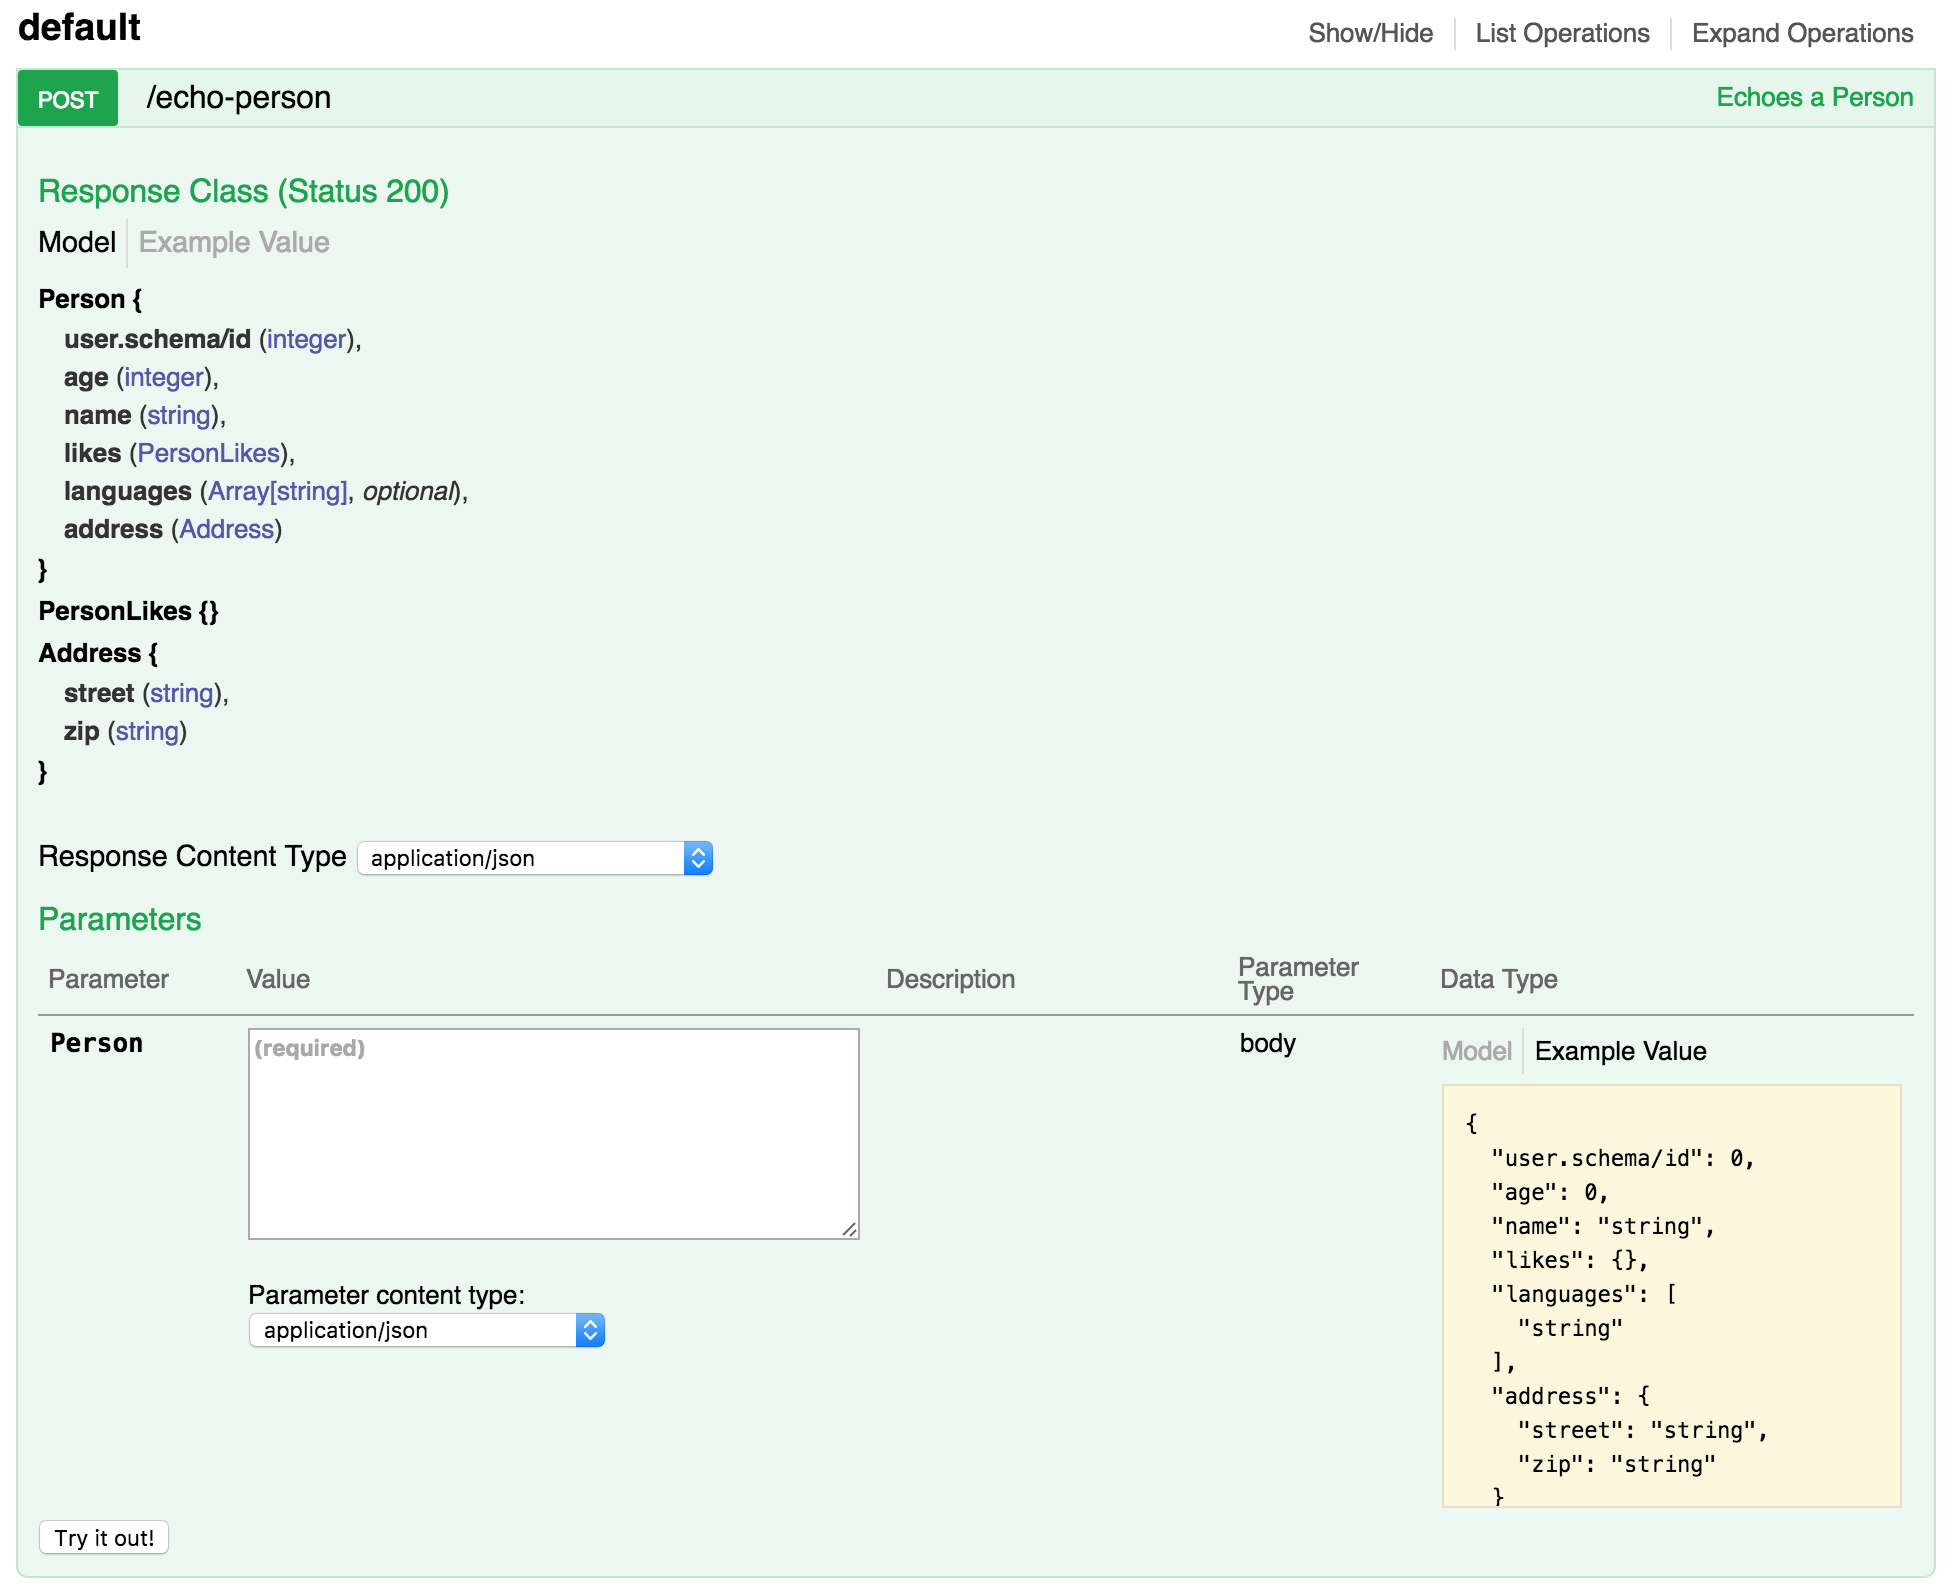 default
Show/Hide
List Operations
Expand Operations
POST
/echo-person
Echoes a Person
Response Class (Status 200)
Model
Example Value
Person {
user.schema/id (integer),
age (integer),
name (string),
likes (PersonLikes),
languages (Array[string], optional),
address (Address)
}
PersonLikes {}
Address {
street (string),
zip (string)
}
Response Content Type
application/json
Parameters
Parameter
Value
Description
Parameter
Type
Data Type
Person
(required)
body
Model
Example Value
{
"user.schema/id": 0,
"age": 0,
"name": "string",
"likes": {},
"languages": [
"string"
],
"address": {
"street": "string",
"zip": "string"
}
Parameter content type:
application/json
Try it out!